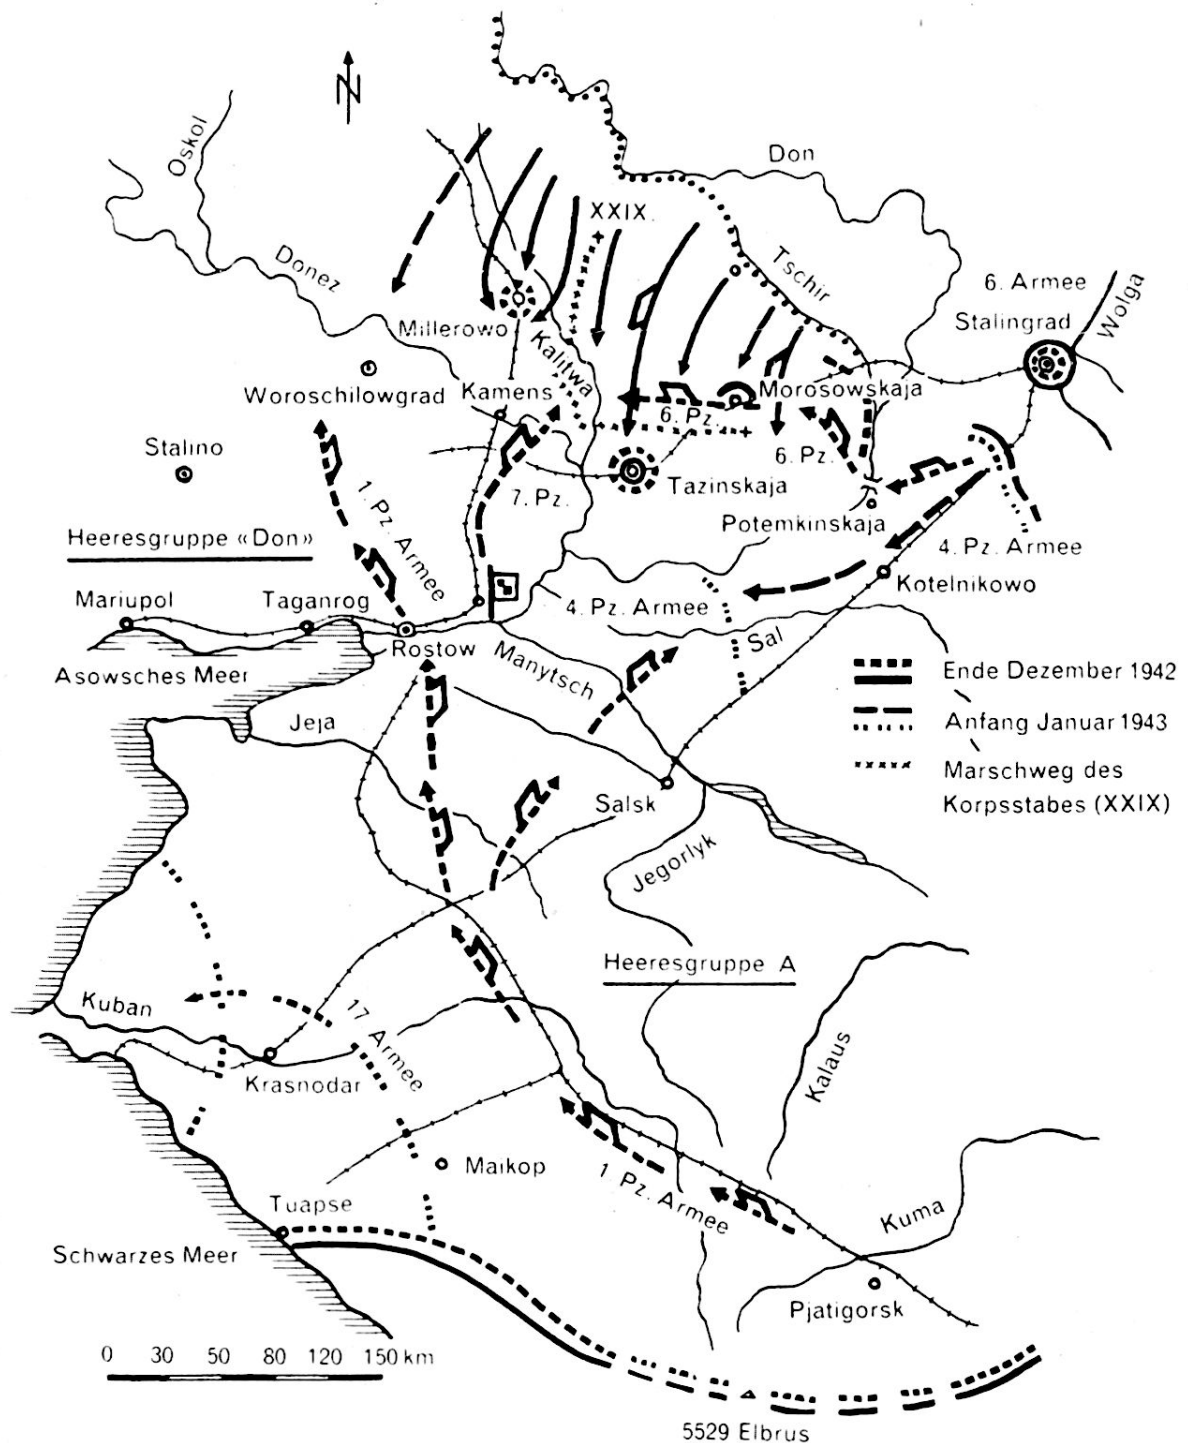 N
Oskol
Don
XXIX.
Donez
Tschir
6. Armee
Stalingrad
Wolga
Millerowo
Kalitwa
Woroschilowgrad
Kamens
Morosowskaja
6. Pz.
Stalino
6. Pz.
Tazinskaja
7. Pz.
1. Pz. Armee
Potemkinskaja
Heeresgruppe «Don»
4. Pz. Armee
Kotelnikowo
Mariupol
Taganrog
4. Pz. Armee
Sal
Rostow
Manytsch
Asowsches Meer
Ende Dezember 1942
Jeja
Anfang Januar 1943
Marschweg des
Korpsstabes (XXIX)
Salsk
Jegorlyk
Heeresgruppe A
Kuban
17 Armee
Krasnodar
Kalaus
Maikop
1. Pz. Armee
Tuapse
Kuma
Schwarzes Meer
Pjatigorsk
0 30 50 80 120 150 km
5529 Elbrus